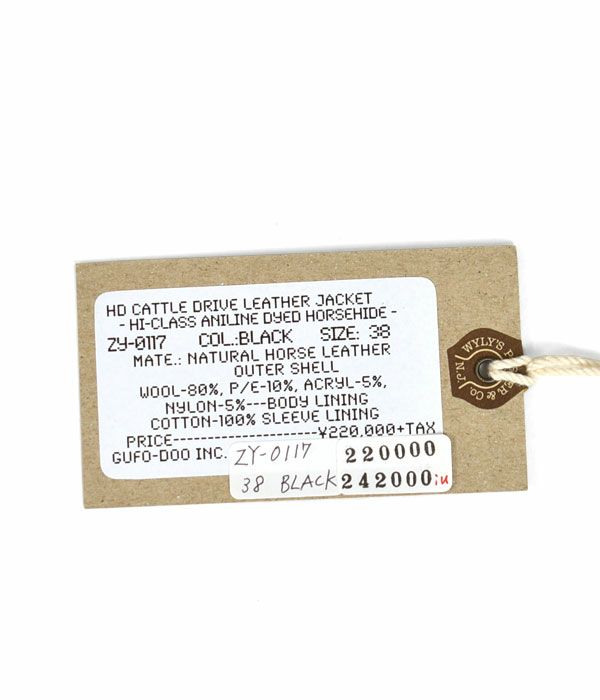 HD CATTLE DRIVE LEATHER JACKET
- HI-CLASS ANILINE DYED HORSEHIDE -
ZY-0117 COL.:BLACK SIZE: 38
MATE.: NATURAL HORSE LEATHER
OUTER SHELL
WOOL-80%, P/E-10%, ACRYL-5%,
NYLON-5%---BODY LINING
COTTON-100% SLEEVE LINING
PRICE--------------------¥220,000+TAX
GUFO-DOO INC.
ZY-0117 220000
38 BLACK 242000
WYLY'S
& CO.
N.J.